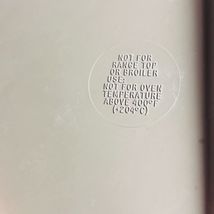 NOT FOR
RANGE TOP
OR BROILER
USE:
NOT FOR OVEN
TEMPERATURE
ABOVE 400°F
(+204°C)